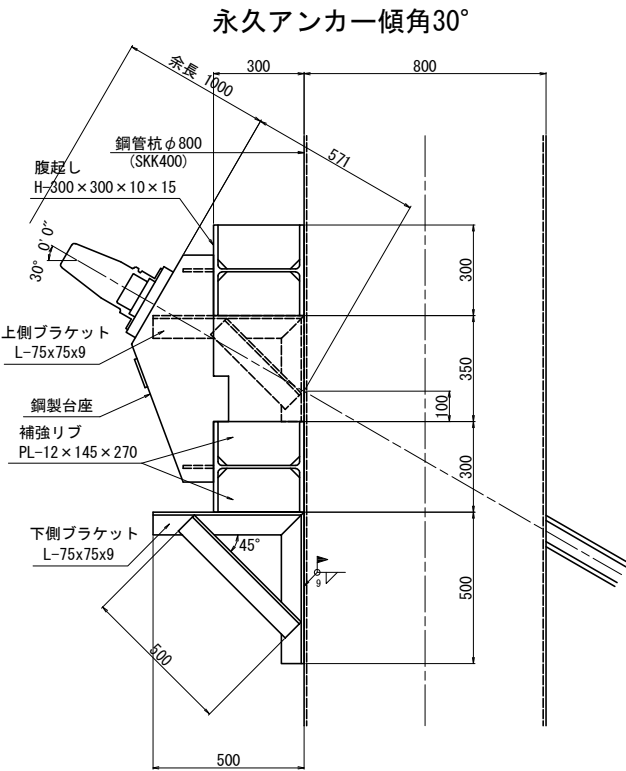 永久アンカー傾角30°
300
800
余長 1000
571
鋼管杭φ800
(SKK400)
腹起し
H-300×300×10×15
30° 0' 0"
300
上側ブラケット
L-75x75x9
350
100
鋼製台座
補強リブ
PL-12×145×270
300
下側ブラケット
L-75x75x9
45°
9
500
500
500